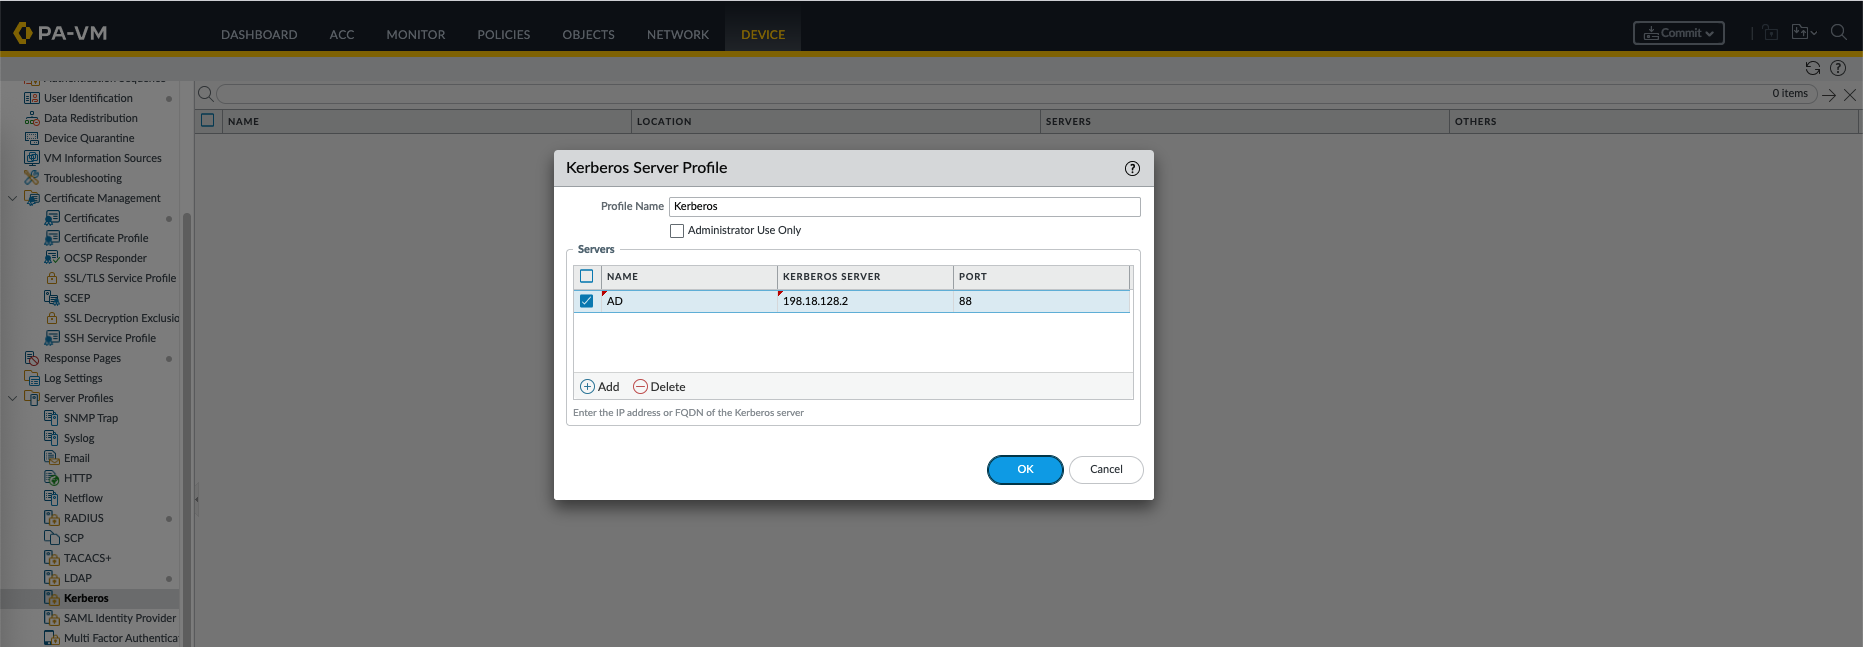 PA-VM
DASHBOARD ACC MONITOR POLICIES OBJECTS NETWORK DEVICE
Commit
Authentication Sequence
User Identification
Data Redistribution
Device Quarantine
VM Information Sources
Troubleshooting
Certificate Management
Certificates
Certificate Profile
OCSP Responder
SSL/TLS Service Profile
SCEP
SSL Decryption Exclusio
SSH Service Profile
Response Pages
Log Settings
Server Profiles
SNMP Trap
Syslog
Email
HTTP
Netflow
RADIUS
SCP
TACACS+
LDAP
Kerberos
SAML Identity Provider
Multi Factor Authentica
0 items
NAME LOCATION SERVERS OTHERS
Kerberos Server Profile
Profile Name Kerberos
Administrator Use Only
Servers
NAME KERBEROS SERVER PORT
AD 198.18.128.2 88
Add Delete
Enter the IP address or FQDN of the Kerberos server
OK Cancel